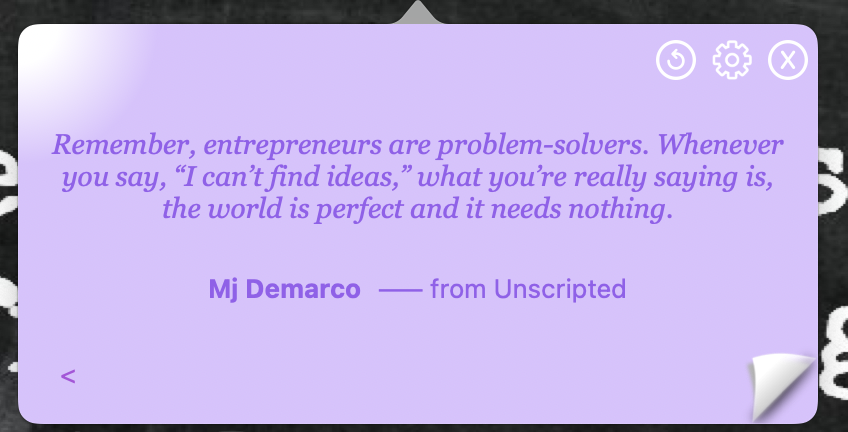 Remember, entrepreneurs are problem-solvers. Whenever
you say, “I can’t find ideas,” what you’re really saying is,
the world is perfect and it needs nothing.
Mj Demarco —— from Unscripted
<